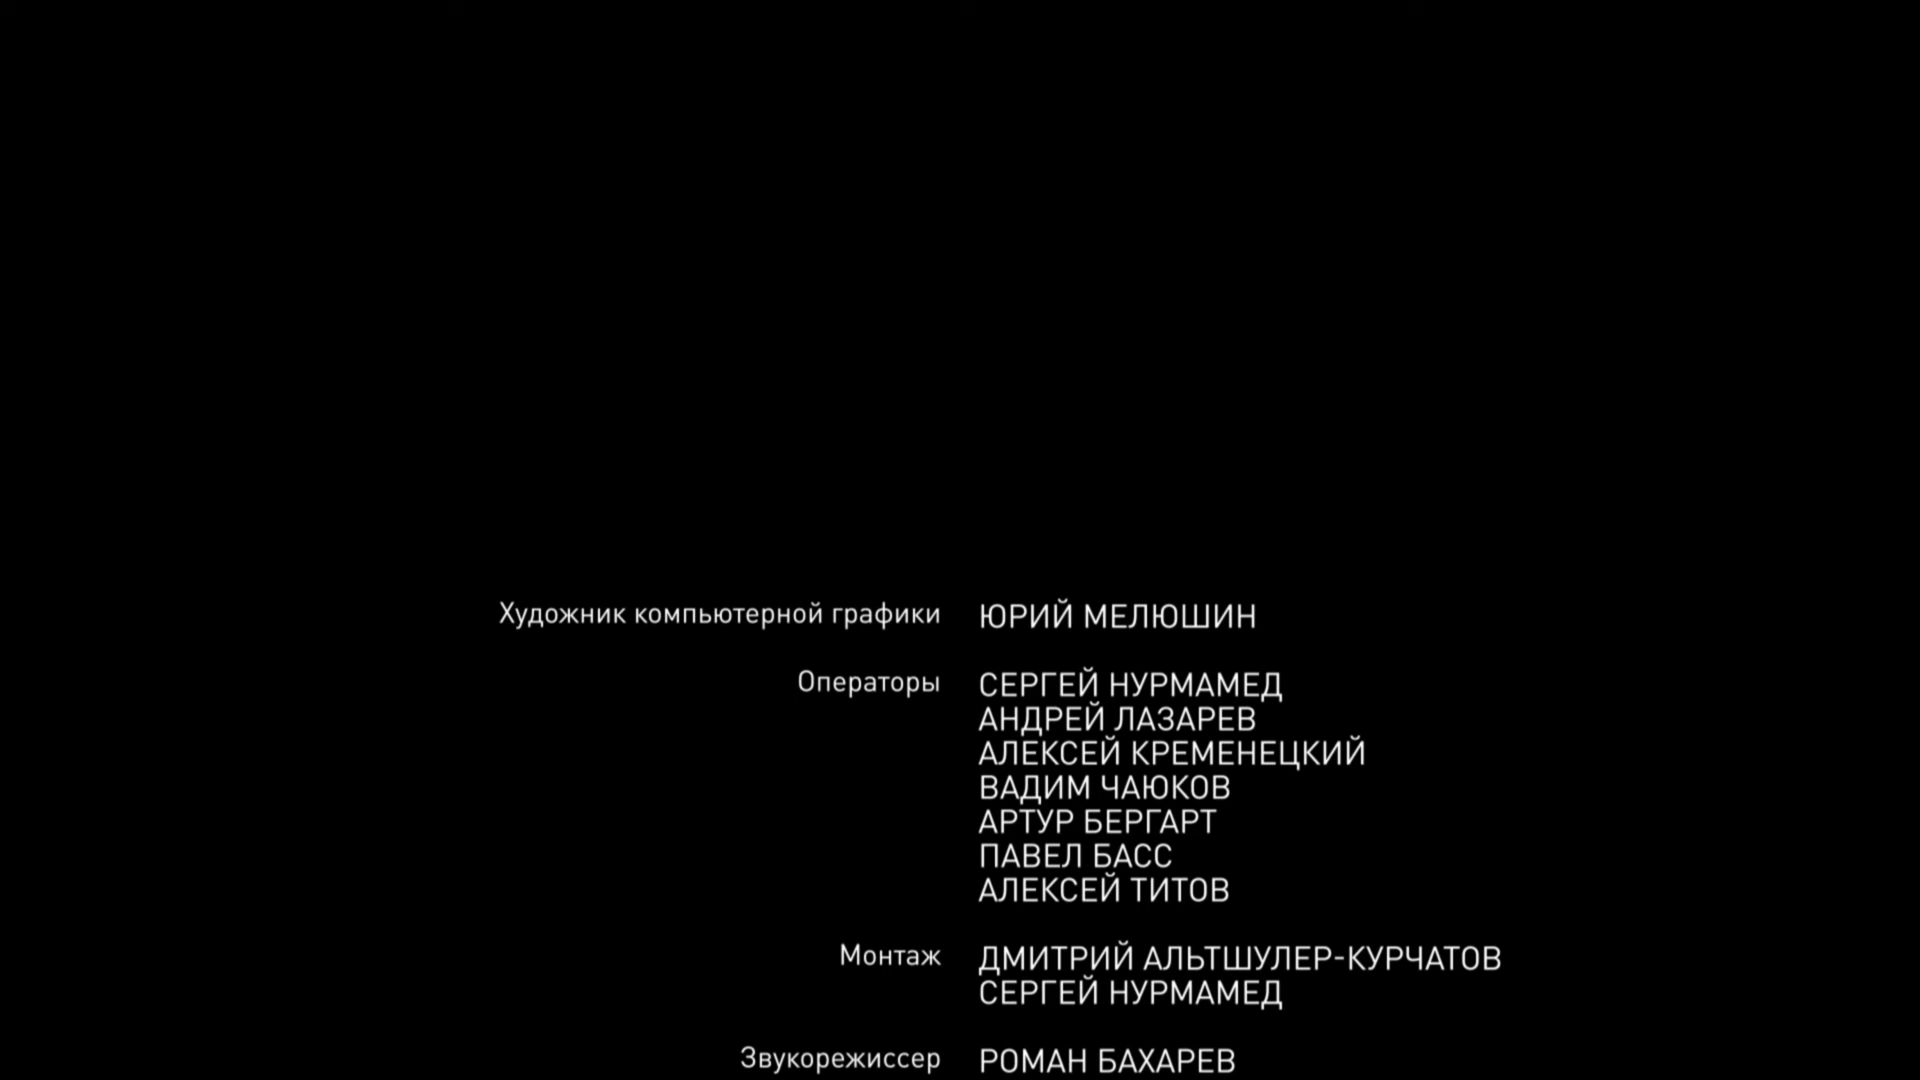 Художник компьютерной графики ЮРИЙ МЕЛЮШИН
Операторы СЕРГЕЙ НУРМАМЕД
АНДРЕЙ ЛАЗАРЕВ
АЛЕКСЕЙ КРЕМЕНЕЦКИЙ
ВАДИМ ЧАЮКОВ
АРТУР БЕРГАРТ
ПАВЕЛ БАСС
АЛЕКСЕЙ ТИТОВ
Монтаж ДМИТРИЙ АЛЬТШУЛЕР-КУРЧАТОВ
СЕРГЕЙ НУРМАМЕД
Звукорежиссер РОМАН БАХАРЕВ